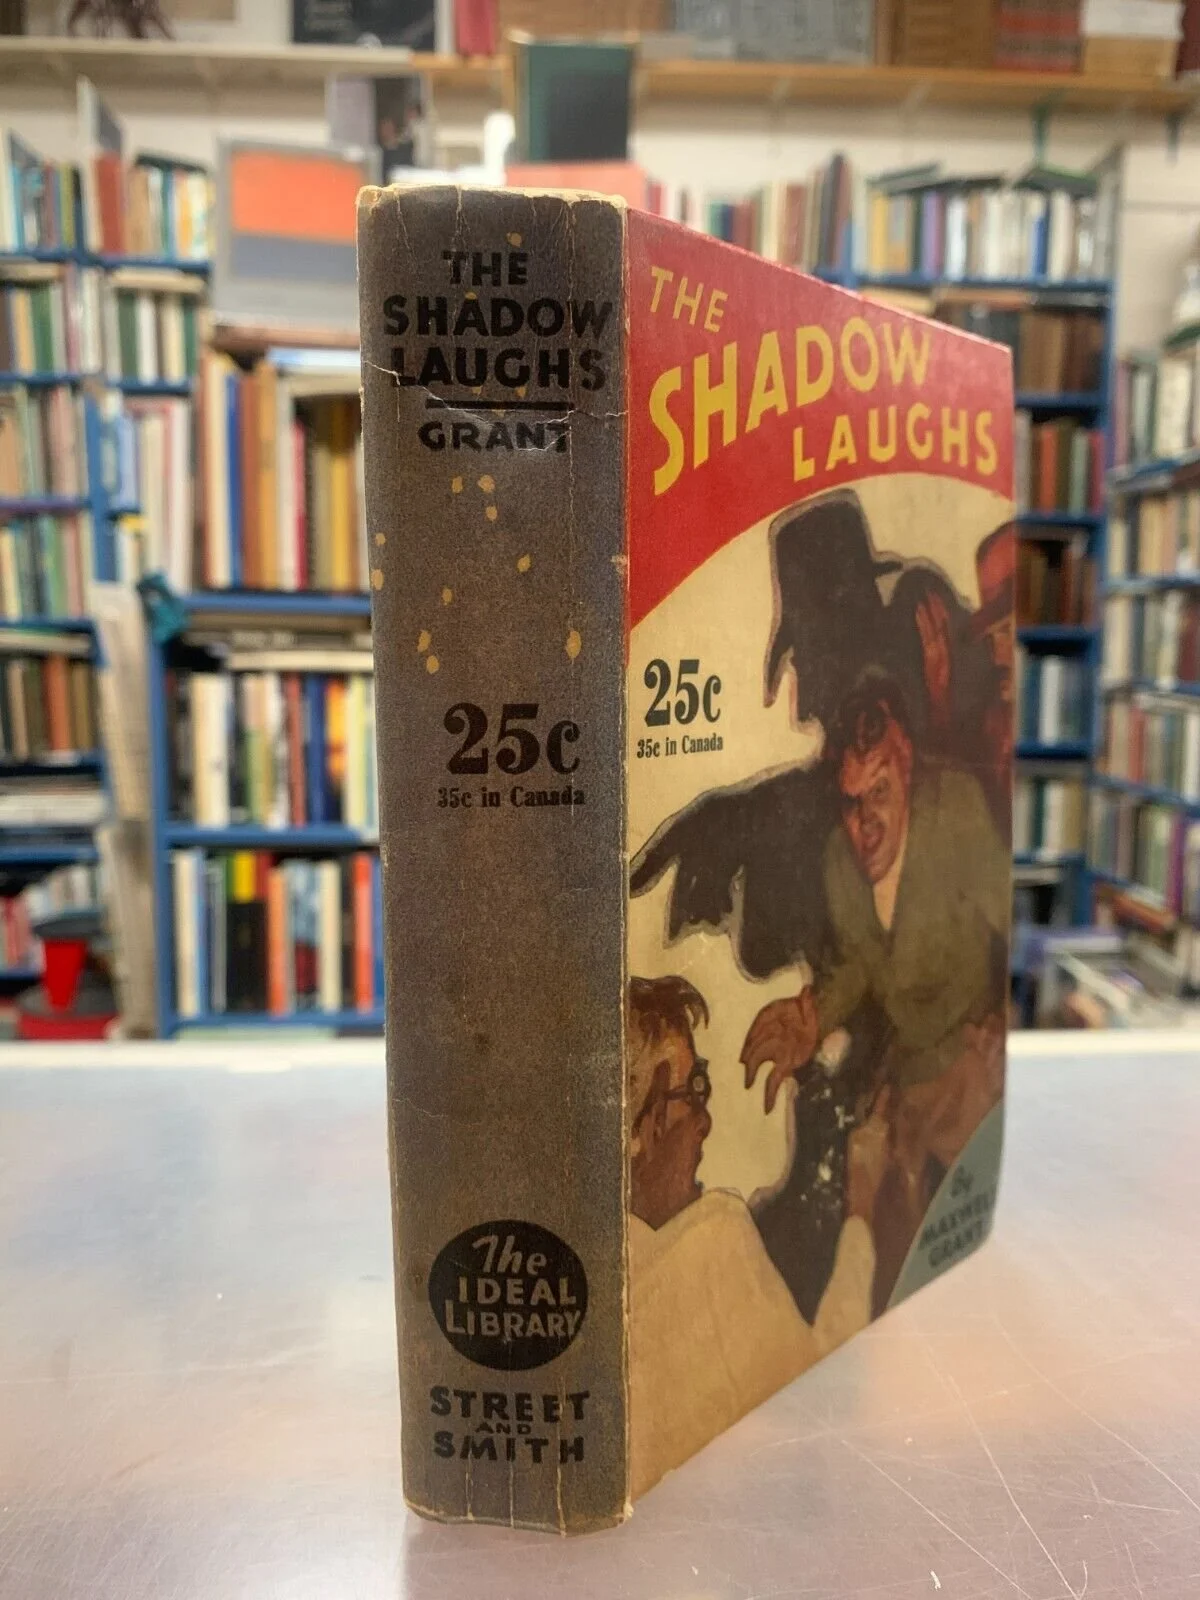 THE
SHADOW
LAUGHS
GRANT
25c
35c in Canada
The
IDEAL
LIBRARY
STREET
AND
SMITH
THE
SHADOW
LAUGHS
25c
35c in Canada
By
MAXWELL
GRANT